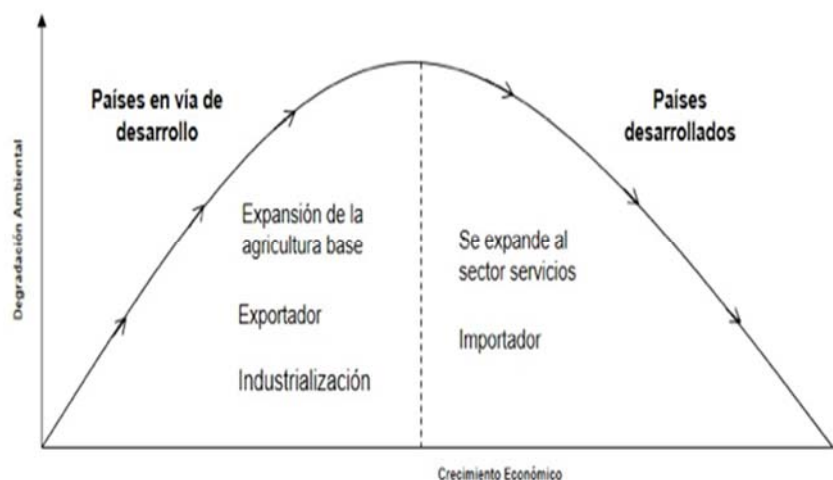 Países en vía de
desarrollo
Países
desarrollados
Degradación Ambiental
Expansión de la
agricultura base
Exportador
Industrialización
Se expande al
sector servicios
Importador
Crecimiento Económico